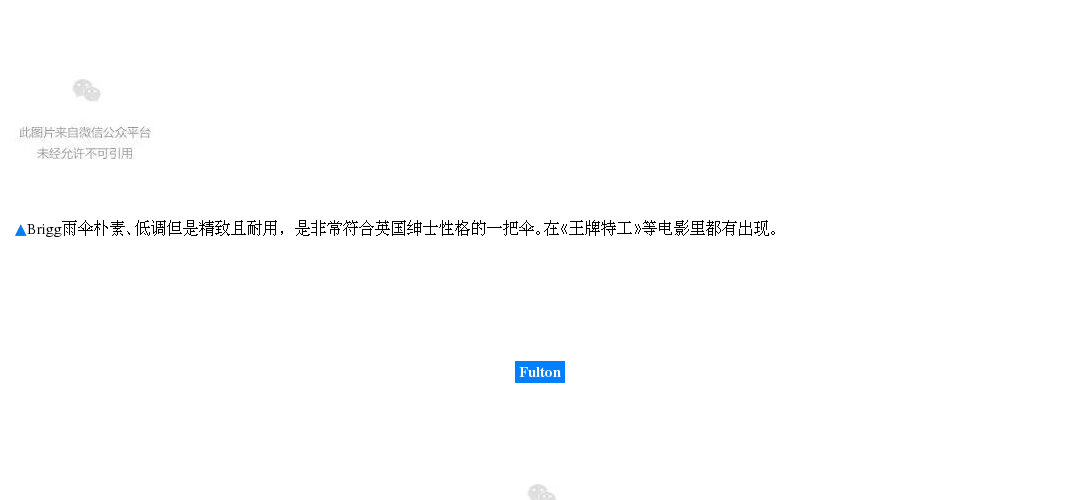 此图片来自微信公众平台
未经允许不可引用
▲Brigg雨伞朴素、低调但是精致且耐用，是非常符合英国绅士性格的一把伞。在《王牌特工》等电影里都有出现。
Fulton